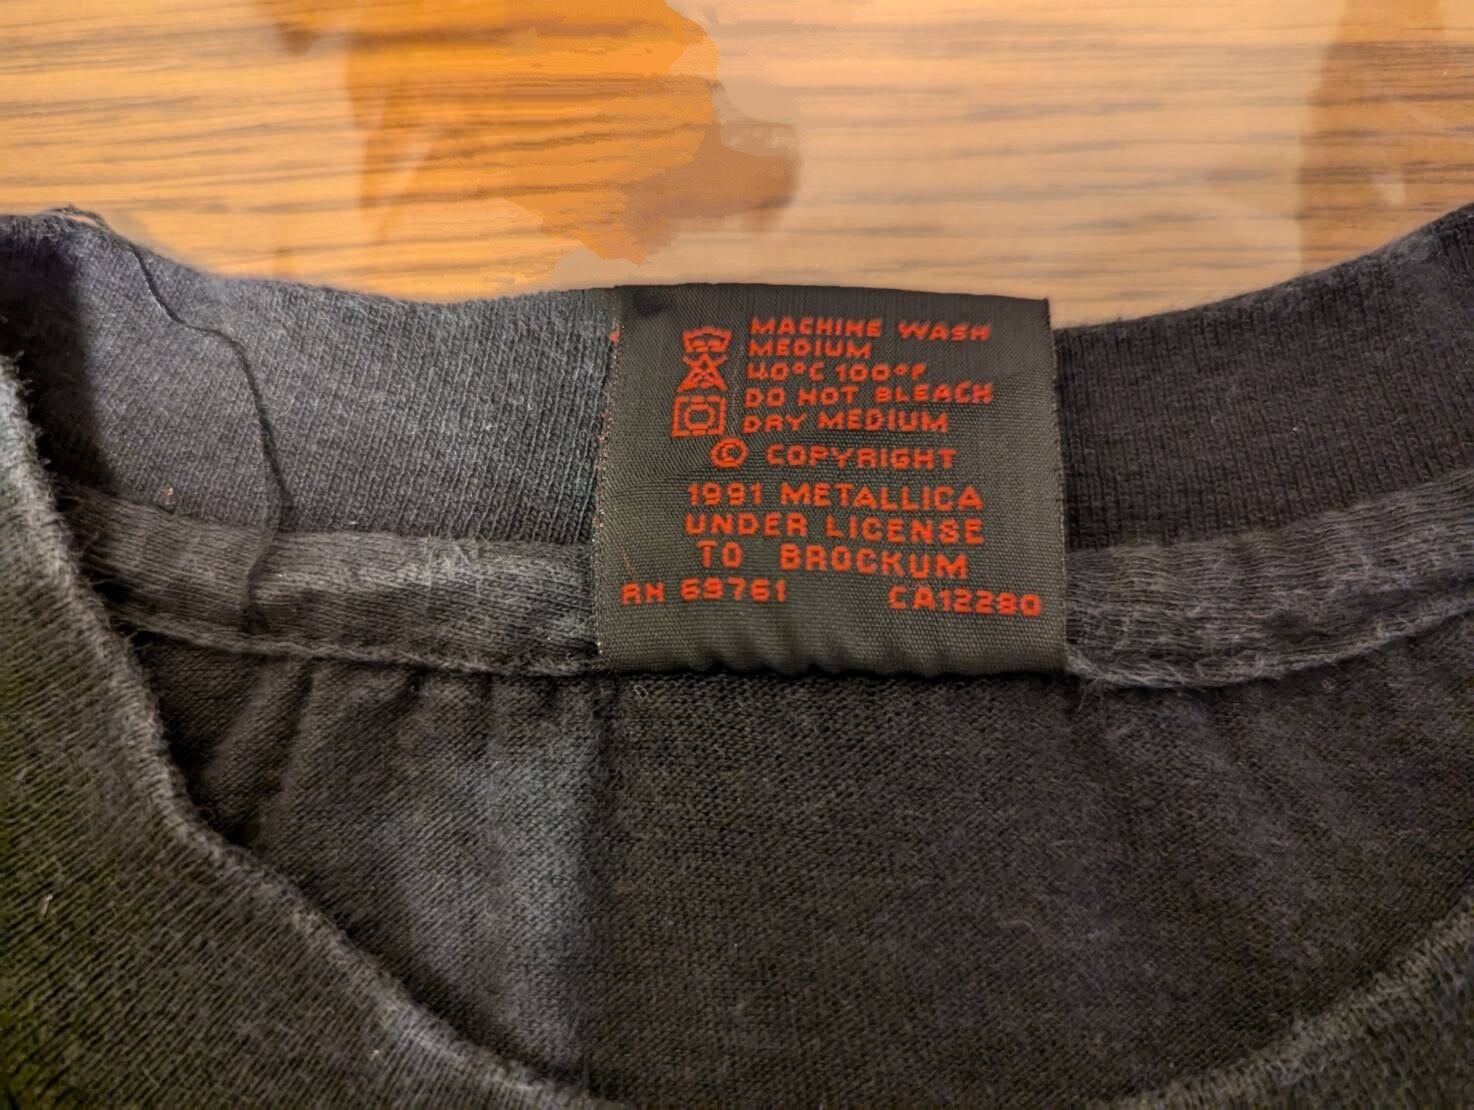 MACHINE WASH
MEDIUM
40°C 100°F
DO NOT BLEACH
DRY MEDIUM
© COPYRIGHT
1991 METALLICA
UNDER LICENSE
TO BROCKUM
RN 69761 CA12280